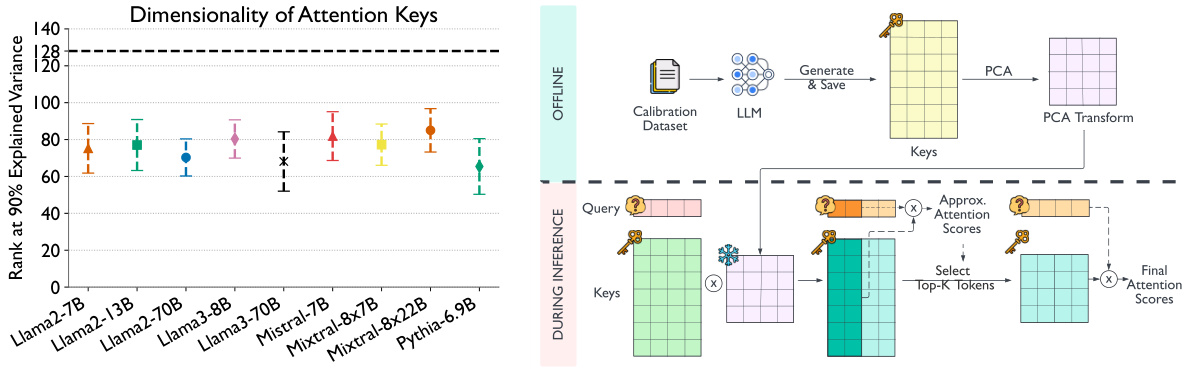 Dimensionality of Attention Keys
Rank at 90% Explained Variance
140
128
120
100
80
60
40
20
0
Llama2-7B
Llama2-13B
Llama2-70B
Llama3-8B
Llama3-70B
Mistral-7B
Mixtral-8x7B
Mixtral-8x22B
Pythia-6.9B
OFFLINE
Calibration
Dataset
LLM
Generate
& Save
Keys
PCA
PCA Transform
DURING INFERENCE
Query
?
Keys
x
?
x
Approx.
Attention
Scores
Select
Top-K Tokens
?
x
Final
Attention
Scores